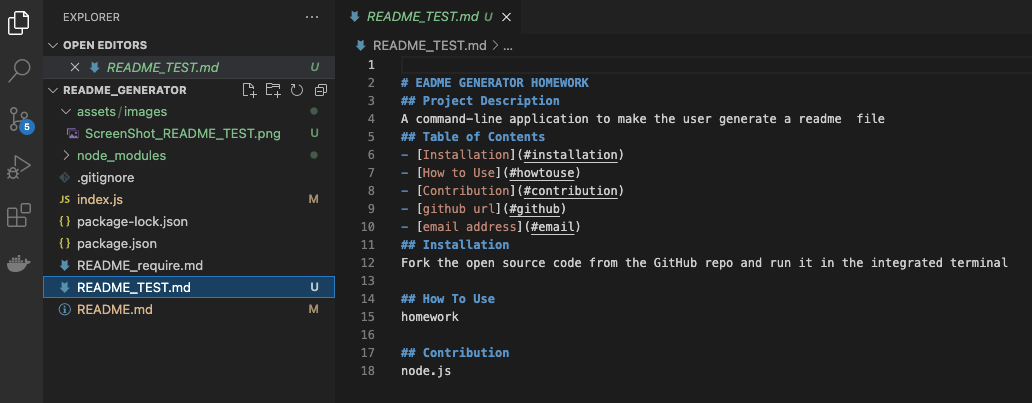 EXPLORER
OPEN EDITORS
README_TEST.md U
README_GENERATOR
assets/images
ScreenShot_README_TEST.png U
node_modules
.gitignore
JS index.js M
{} package-lock.json
{} package.json
README_require.md
README_TEST.md U
README.md M
5
README_TEST.md U
README_TEST.md > ...
1
2 # EADME GENERATOR HOMEWORK
3 ## Project Description
4 A command-line application to make the user generate a readme  file
5 ## Table of Contents
6 - [Installation](#installation)
7 - [How to Use](#howtouse)
8 - [Contribution](#contribution)
9 - [github url](#github)
10 - [email address](#email)
11 ## Installation
12 Fork the open source code from the GitHub repo and run it in the integrated terminal
13
14 ## How To Use
15 homework
16
17 ## Contribution
18 node.js